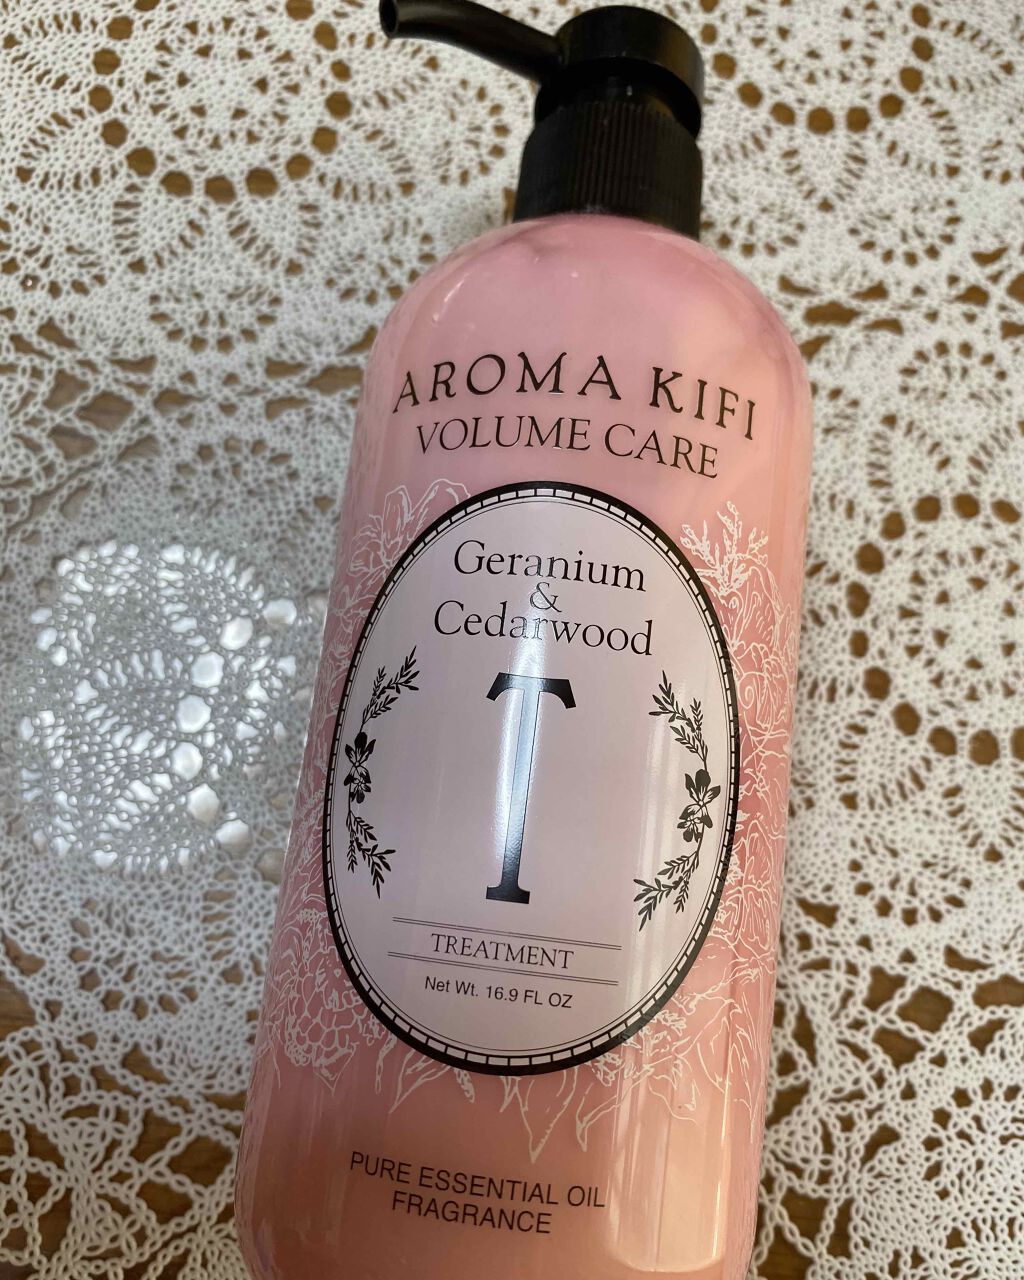 AROMA KIFI
VOLUME CARE
Geranium
&
Cedarwood
T
TREATMENT
Net Wt. 16.9 FL OZ
PURE ESSENTIAL OIL
FRAGRANCE